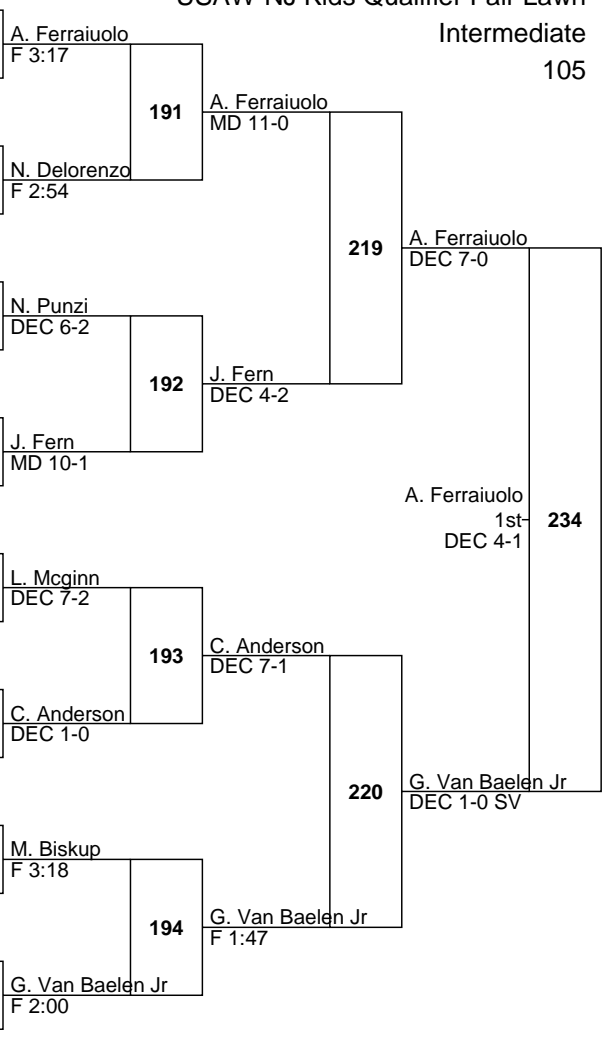 USAW NJ Kids Qualifier Fair Lawn
Intermediate
105
A. Ferraiuolo
F 3:17
191
A. Ferraiuolo
MD 11-0
N. Delorenzo
F 2:54
219
A. Ferraiuolo
DEC 7-0
N. Punzi
DEC 6-2
192
J. Fern
DEC 4-2
J. Fern
MD 10-1
A. Ferraiuolo
1st
DEC 4-1
234
L. Mcginn
DEC 7-2
193
C. Anderson
DEC 7-1
C. Anderson
DEC 1-0
220
G. Van Baelen Jr
DEC 1-0 SV
M. Biskup
F 3:18
194
G. Van Baelen Jr
F 1:47
G. Van Baelen Jr
F 2:00